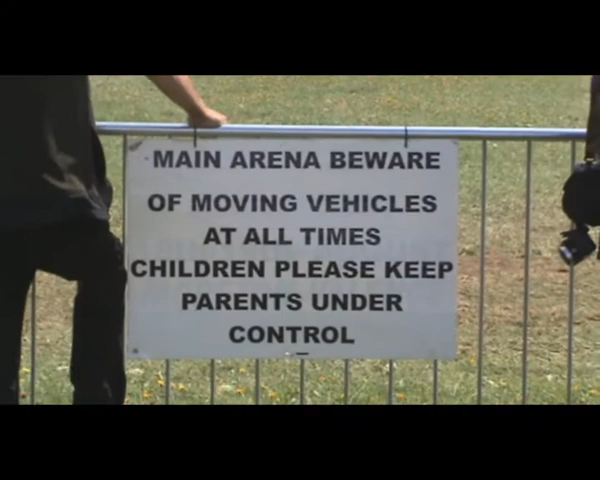 MAIN ARENA BEWARE
OF MOVING VEHICLES
AT ALL TIMES
CHILDREN PLEASE KEEP
PARENTS UNDER
CONTROL